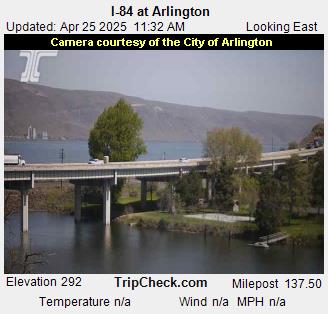 I-84 at Arlington
Updated: Apr 25 2025 11:32 AM Looking East
Camera courtesy of the City of Arlington
Elevation 292 TripCheck.com Milepost 137.50
Temperature n/a Wind n/a MPH n/a